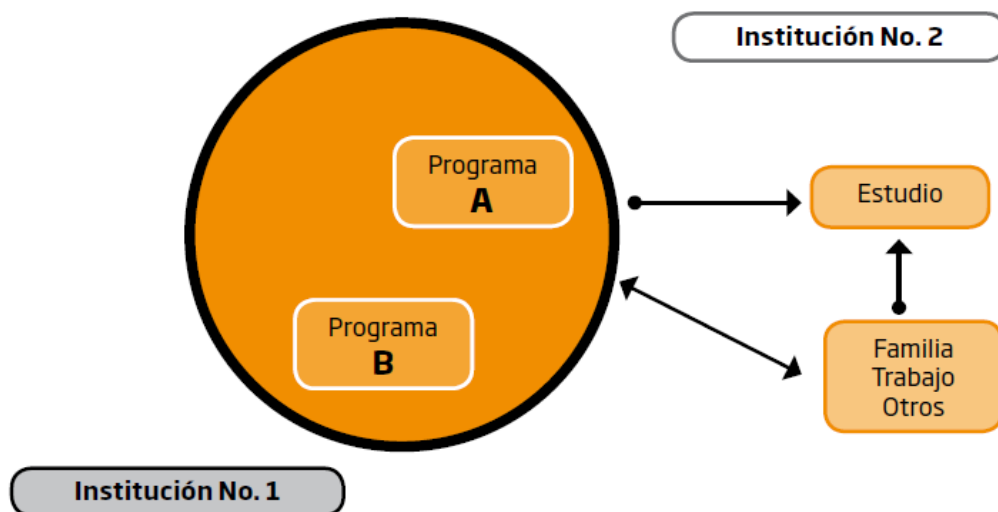 Institución No. 2
Programa
A
Estudio
Programa
B
Familia
Trabajo
Otros
Institución No. 1